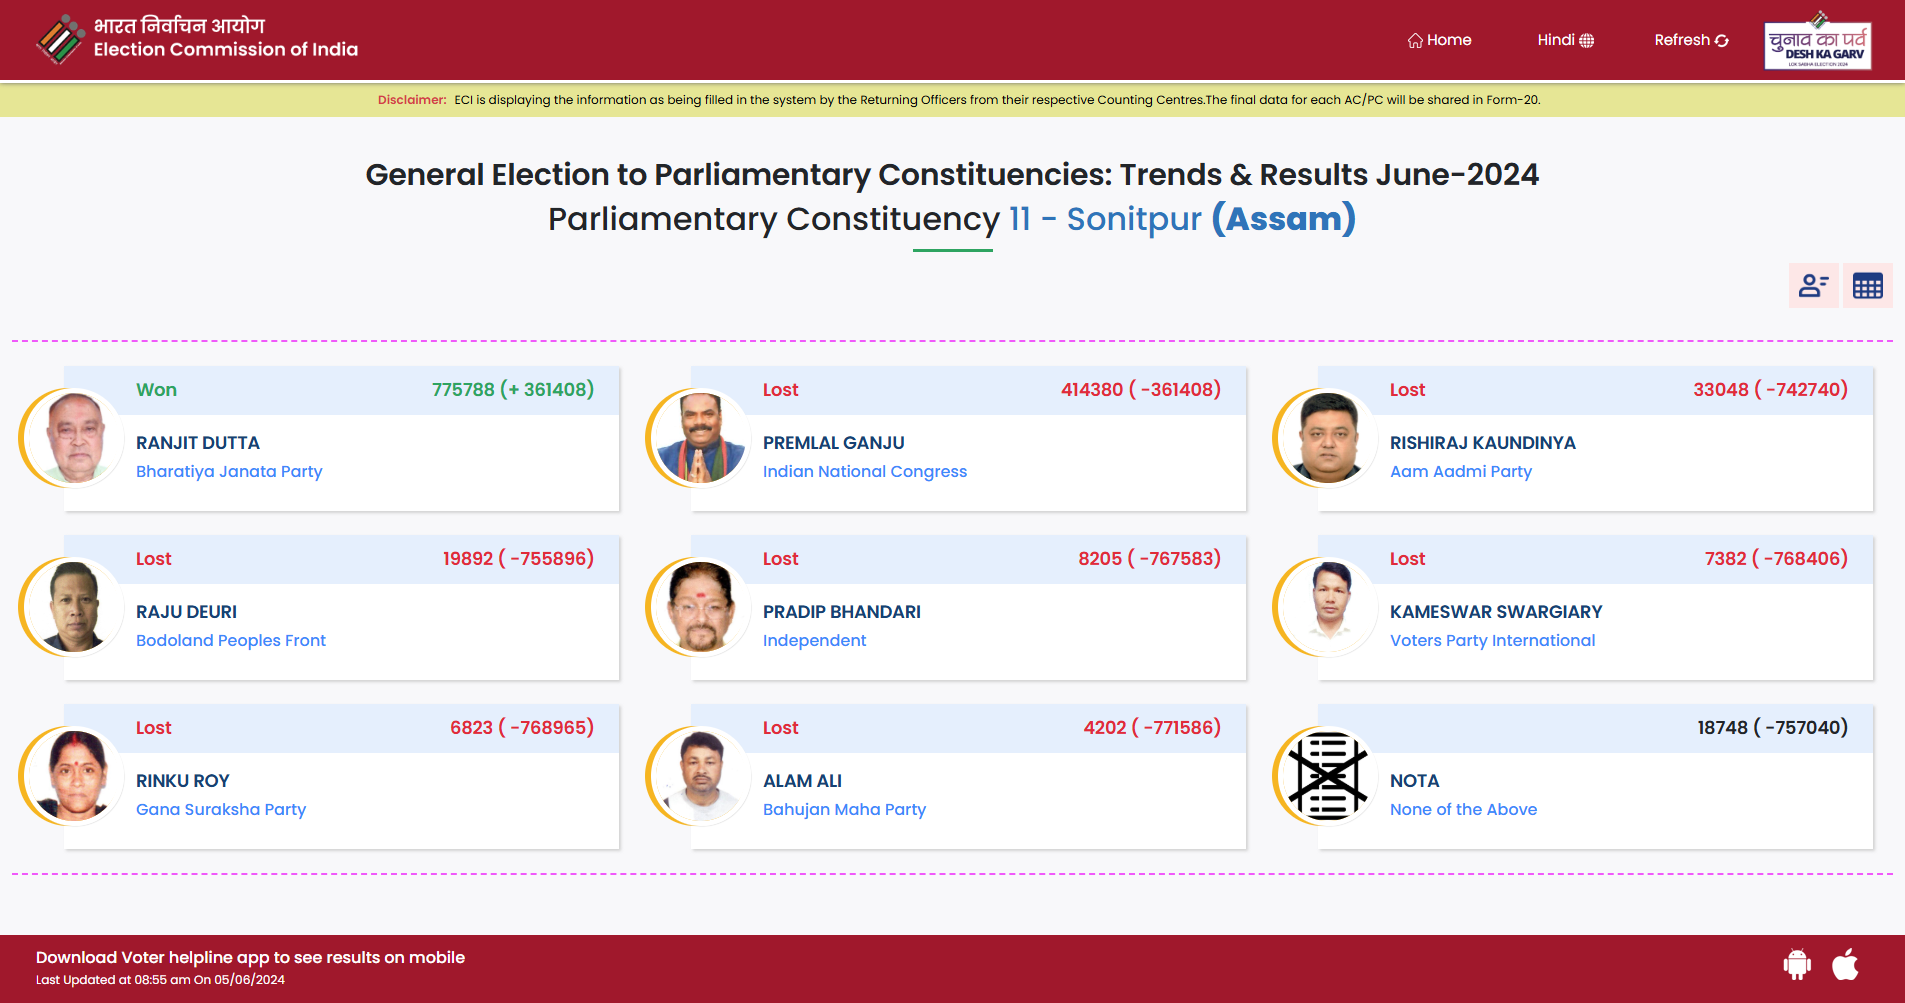 भारत निर्वाचन आयोग
Election Commission of India
Home
Hindi
Refresh
चुनाव का पर्व
DESH KA GARV
LOK SABHA ELECTION 2024
Disclaimer: ECI is displaying the information as being filled in the system by the Returning Officers from their respective Counting Centres.The final data for each AC/PC will be shared in Form-20.
General Election to Parliamentary Constituencies: Trends & Results June-2024
Parliamentary Constituency 11 - Sonitpur (Assam)
Won 775788 (+ 361408)
RANJIT DUTTA
Bharatiya Janata Party
Lost 414380 ( -361408)
PREMLAL GANJU
Indian National Congress
Lost 33048 ( -742740)
RISHIRAJ KAUNDINYA
Aam Aadmi Party
Lost 19892 ( -755896)
RAJU DEURI
Bodoland Peoples Front
Lost 8205 ( -767583)
PRADIP BHANDARI
Independent
Lost 7382 ( -768406)
KAMESWAR SWARGIARY
Voters Party International
Lost 6823 ( -768965)
RINKU ROY
Gana Suraksha Party
Lost 4202 ( -771586)
ALAM ALI
Bahujan Maha Party
18748 ( -757040)
NOTA
None of the Above
Download Voter helpline app to see results on mobile
Last Updated at 08:55 am On 05/06/2024